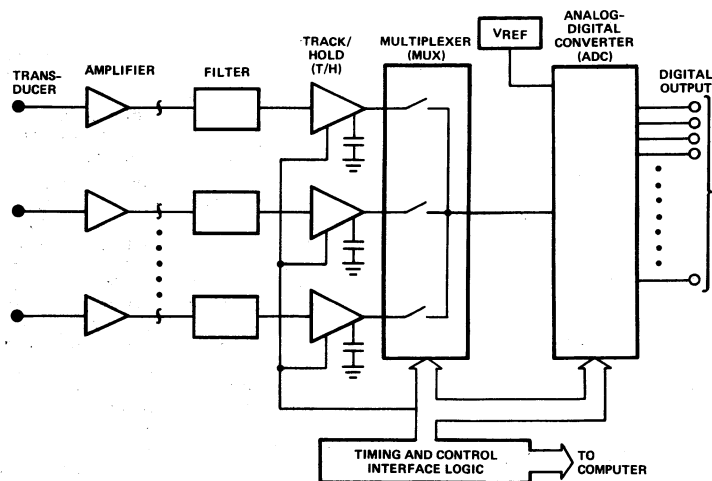 TRANS-
DUCER
AMPLIFIER
FILTER
TRACK/
HOLD
(T/H)
MULTIPLEXER
(MUX)
VREF
ANALOG-
DIGITAL
CONVERTER
(ADC)
DIGITAL
OUTPUT
TIMING AND CONTROL
INTERFACE LOGIC
TO
COMPUTER